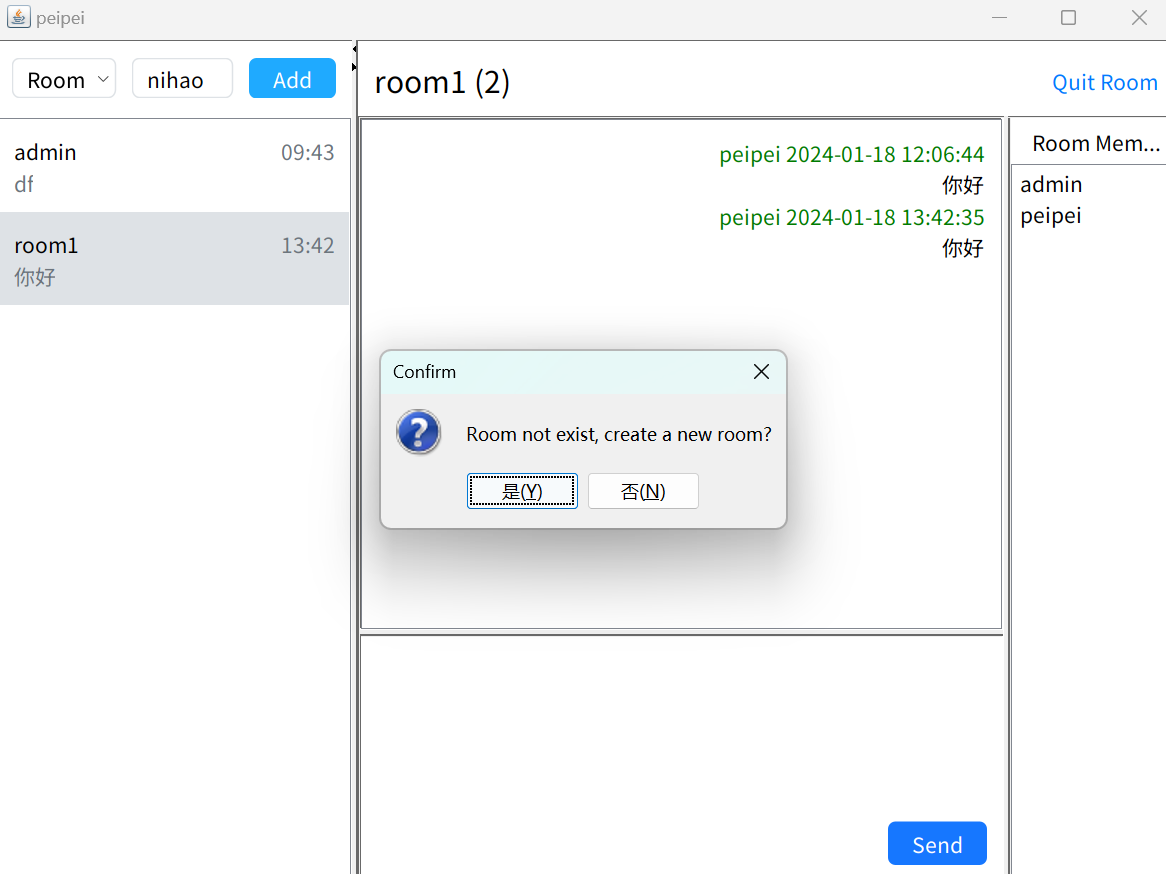 peipei
Room
nihao
Add
admin 09:43
df
room1 13:42
你好
room1 (2)
Quit Room
peipei 2024-01-18 12:06:44
你好
peipei 2024-01-18 13:42:35
你好
Room Mem...
admin
peipei
Confirm
Room not exist, create a new room?
是(Y)
否(N)
Send